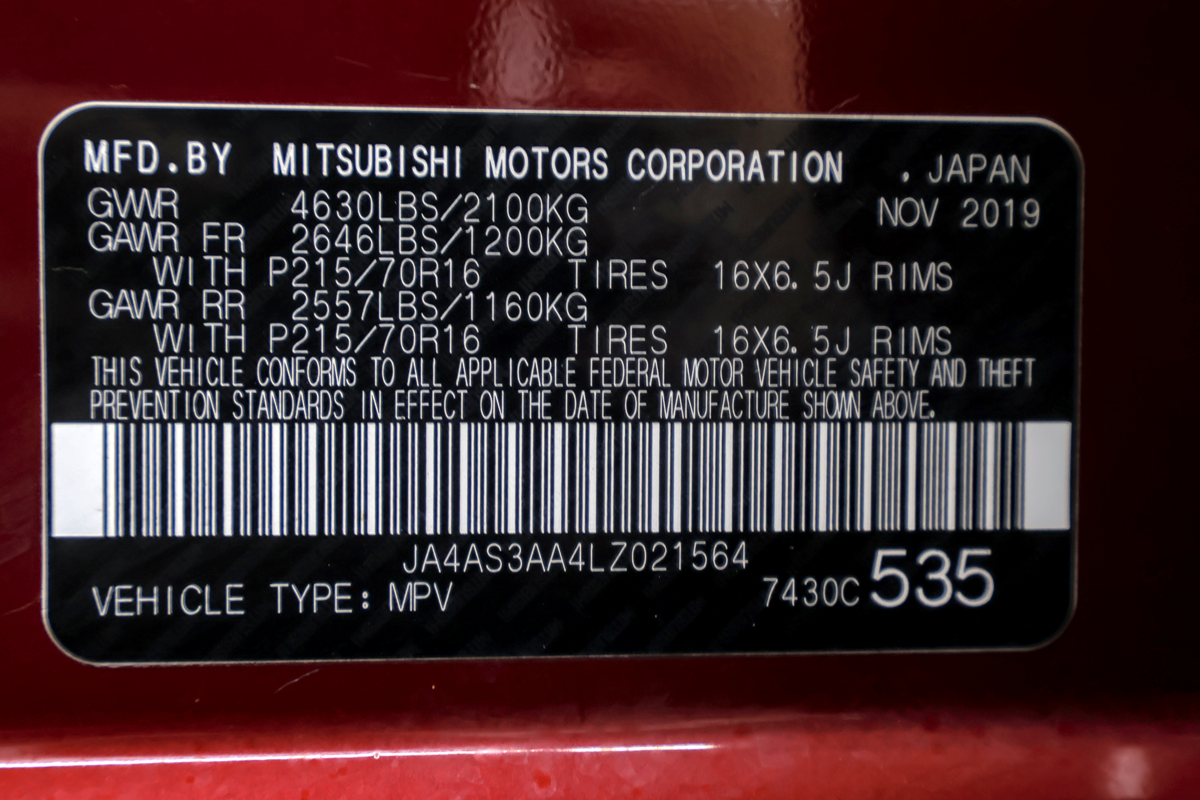 MFD.BY MITSUBISHI MOTORS CORPORATION , JAPAN
GWWR 4630LBS/2100KG NOV 2019
GAWR FR 2646LBS/1200KG
WITH P215/70R16 TIRES 16X6.5J RIMS
GAWR RR 2557LBS/1160KG
WITH P215/70R16 TIRES 16X6.5J RIMS
THIS VEHICLE CONFORMS TO ALL APPLICABLE FEDERAL MOTOR VEHICLE SAFETY AND THEFT
PREVENTION STANDARDS IN EFFECT ON THE DATE OF MANUFACTURE SHOWN ABOVE.
JA4AS3AA4LZ021564
VEHICLE TYPE: MPV 7430C 535